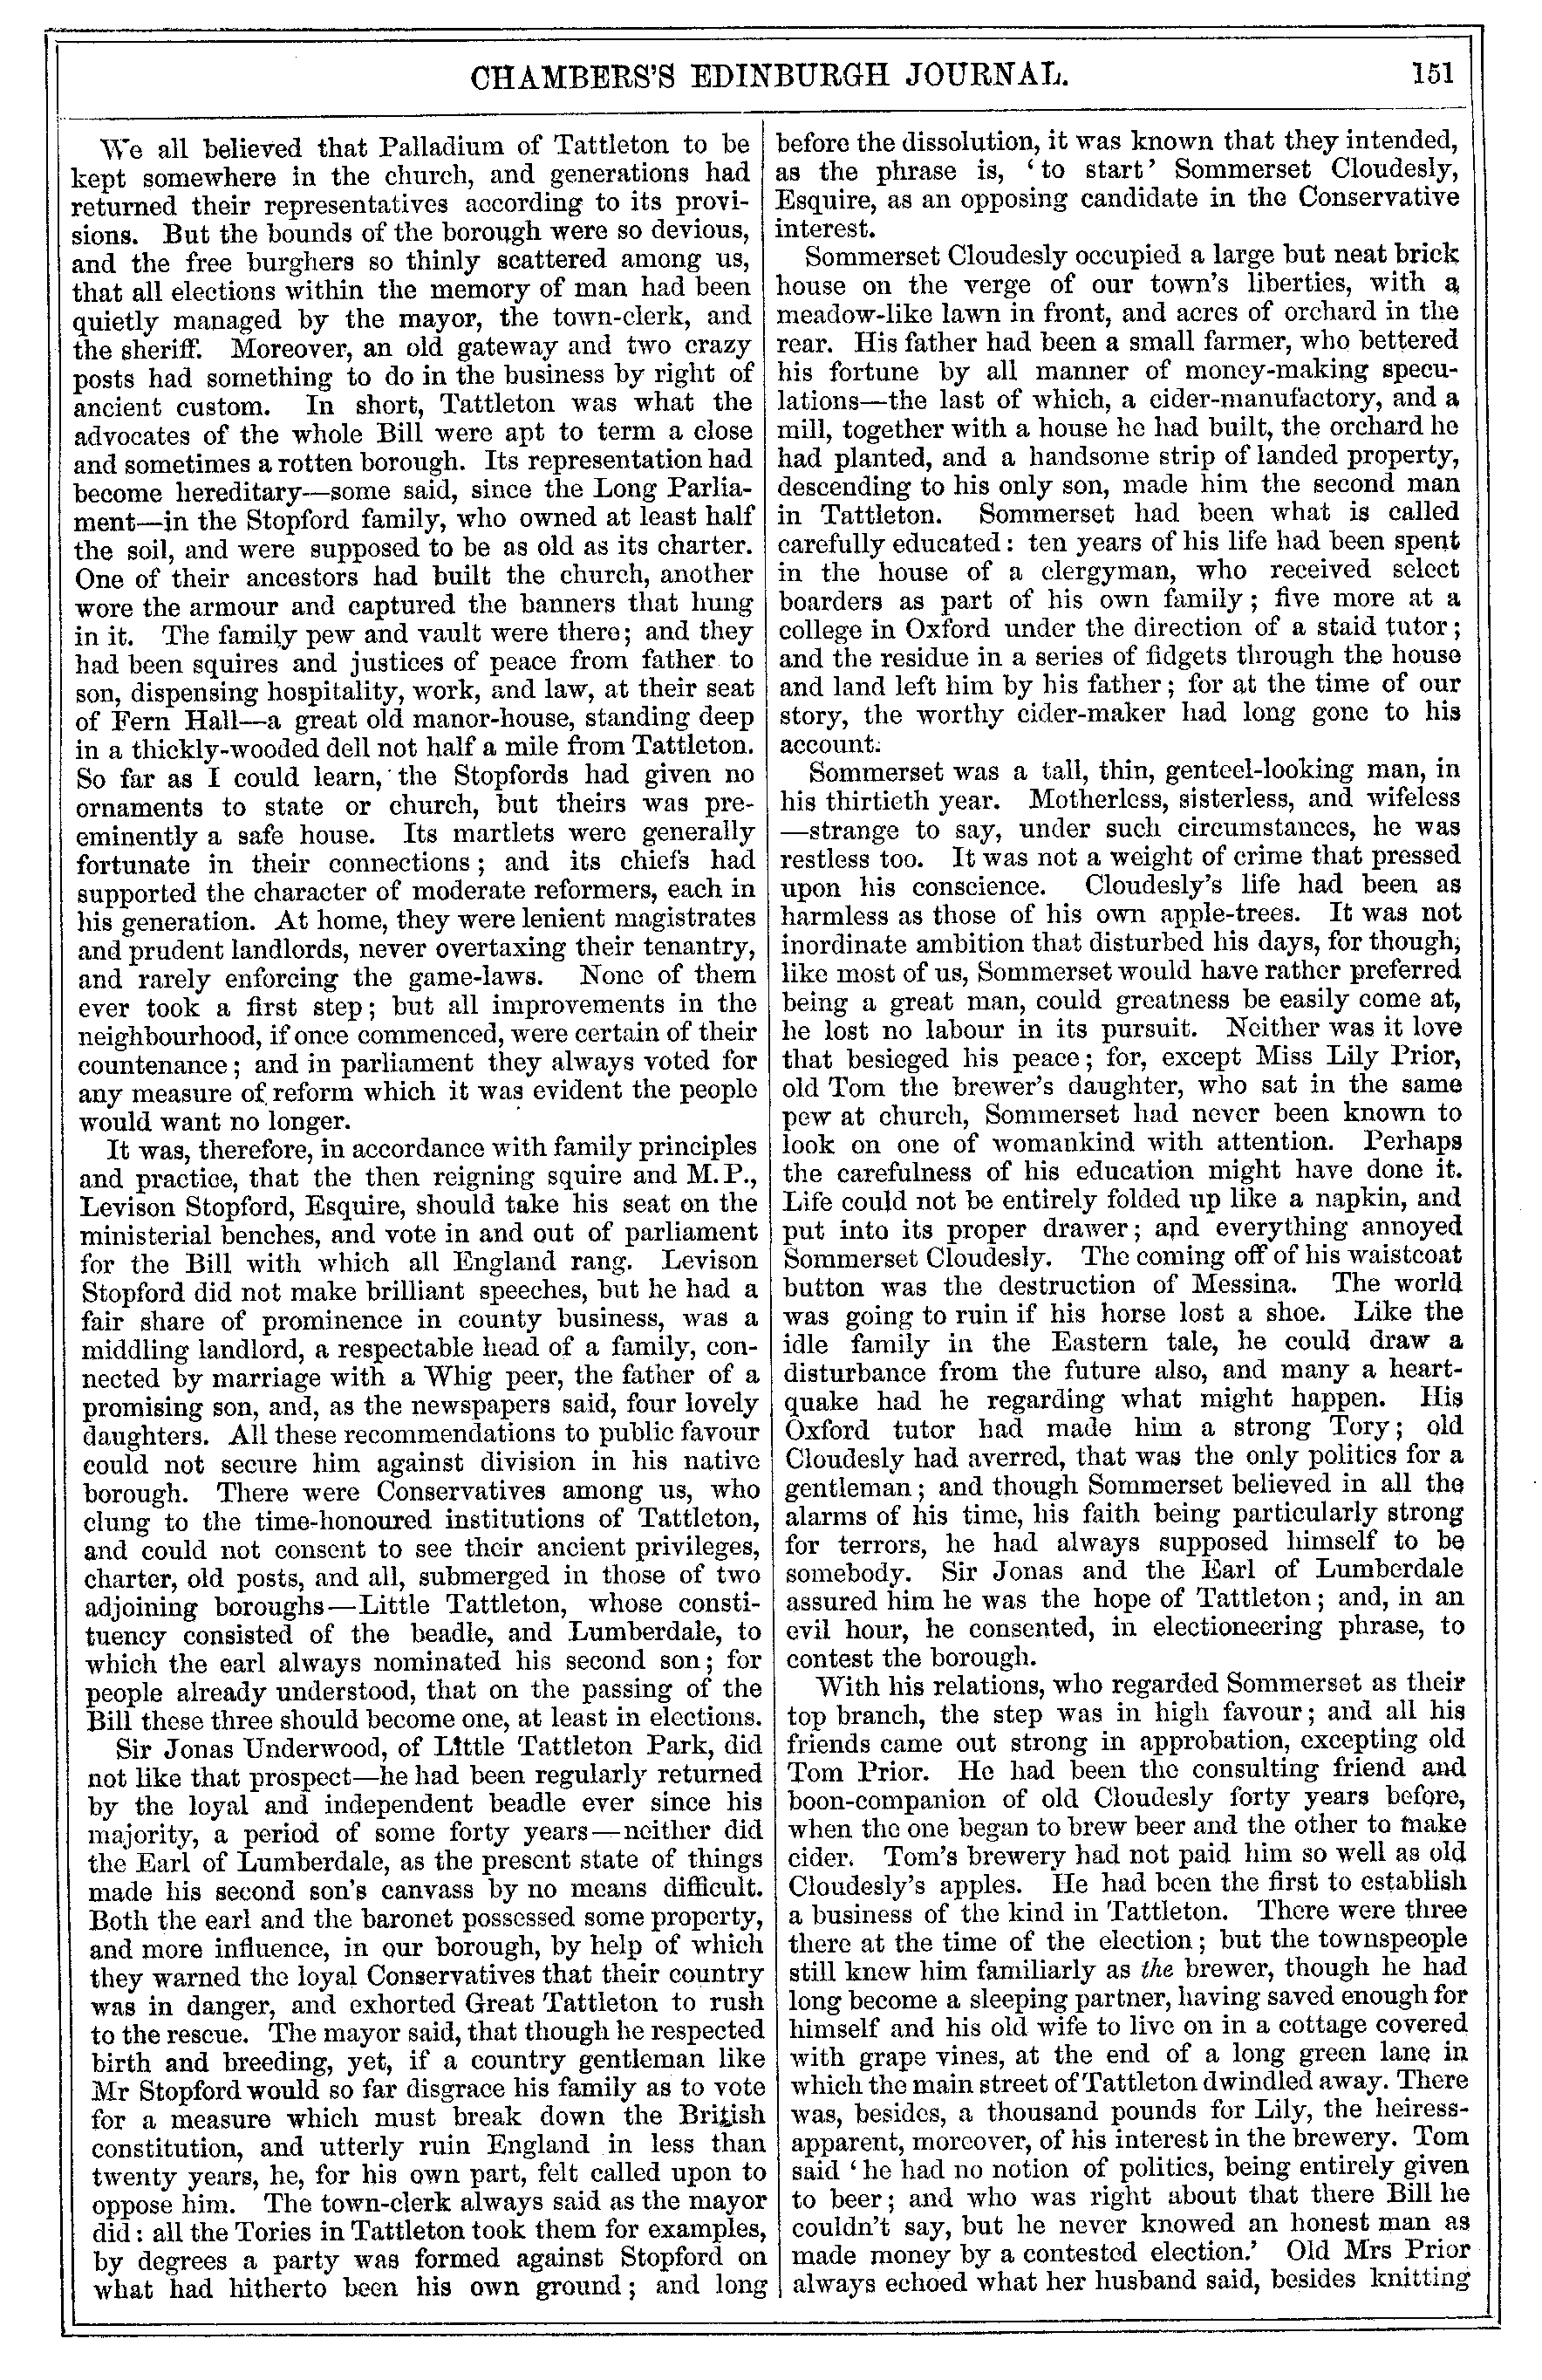 CHAMBERS'S EDINBURGH JOURNAL.
151
We all believed that Palladium of Tattleton to be
kept somewhere in the church, and generations had
returned their representatives according to its provi-
sions. But the bounds of the borough were so devious,
and the free burghers so thinly scattered among us,
that all elections within the memory of man had been
quietly managed by the mayor, the town-clerk, and
the sheriff. Moreover, an old gateway and two crazy
posts had something to do in the business by right of
ancient custom. In short, Tattleton was what the
advocates of the whole Bill were apt to term a close
and sometimes a rotten borough. Its representation had
become hereditary—some said, since the Long Parlia-
ment—in the Stopford family, who owned at least half
the soil, and were supposed to be as old as its charter.
One of their ancestors had built the church, another
wore the armour and captured the banners that hung
in it. The family pew and vault were there; and they
had been squires and justices of peace from father to
son, dispensing hospitality, work, and law, at their seat
of Fern Hall—a great old manor-house, standing deep
in a thickly-wooded dell not half a mile from Tattleton.
So far as I could learn, the Stopfords had given no
ornaments to state or church, but theirs was pre-
eminently a safe house. Its martlets were generally
fortunate in their connections; and its chiefs had
supported the character of moderate reformers, each in
his generation. At home, they were lenient magistrates
and prudent landlords, never overtaxing their tenantry,
and rarely enforcing the game-laws. None of them
ever took a first step; but all improvements in the
neighbourhood, if once commenced, were certain of their
countenance; and in parliament they always voted for
any measure of reform which it was evident the people
would want no longer.
It was, therefore, in accordance with family principles
and practice, that the then reigning squire and M.P.,
Levison Stopford, Esquire, should take his seat on the
ministerial benches, and vote in and out of parliament
for the Bill with which all England rang. Levison
Stopford did not make brilliant speeches, but he had a
fair share of prominence in county business, was a
middling landlord, a respectable head of a family, con-
nected by marriage with a Whig peer, the father of a
promising son, and, as the newspapers said, four lovely
daughters. All these recommendations to public favour
could not secure him against division in his native
borough. There were Conservatives among us, who
clung to the time-honoured institutions of Tattleton,
and could not consent to see their ancient privileges,
charter, old posts, and all, submerged in those of two
adjoining boroughs—Little Tattleton, whose consti-
tuency consisted of the beadle, and Lumberdale, to
which the earl always nominated his second son; for
people already understood, that on the passing of the
Bill these three should become one, at least in elections.
Sir Jonas Underwood, of Little Tattleton Park, did
not like that prospect—he had been regularly returned
by the loyal and independent beadle ever since his
majority, a period of some forty years—neither did
the Earl of Lumberdale, as the present state of things
made his second son's canvass by no means difficult.
Both the earl and the baronet possessed some property,
and more influence, in our borough, by help of which
they warned the loyal Conservatives that their country
was in danger, and exhorted Great Tattleton to rush
to the rescue. The mayor said, that though he respected
birth and breeding, yet, if a country gentleman like
Mr Stopford would so far disgrace his family as to vote
for a measure which must break down the British
constitution, and utterly ruin England in less than
twenty years, he, for his own part, felt called upon to
oppose him. The town-clerk always said as the mayor
did: all the Tories in Tattleton took them for examples,
by degrees a party was formed against Stopford on
what had hitherto been his own ground; and long
before the dissolution, it was known that they intended,
as the phrase is, 'to start' Sommerset Cloudesly,
Esquire, as an opposing candidate in the Conservative
interest.
Sommerset Cloudesly occupied a large but neat brick
house on the verge of our town's liberties, with a
meadow-like lawn in front, and acres of orchard in the
rear. His father had been a small farmer, who bettered
his fortune by all manner of money-making specu-
lations—the last of which, a cider-manufactory, and a
mill, together with a house he had built, the orchard he
had planted, and a handsome strip of landed property,
descending to his only son, made him the second man
in Tattleton. Sommerset had been what is called
carefully educated: ten years of his life had been spent
in the house of a clergyman, who received select
boarders as part of his own family; five more at a
college in Oxford under the direction of a staid tutor;
and the residue in a series of fidgets through the house
and land left him by his father; for at the time of our
story, the worthy cider-maker had long gone to his
account.
Sommerset was a tall, thin, genteel-looking man, in
his thirtieth year. Motherless, sisterless, and wifeless
—strange to say, under such circumstances, he was
restless too. It was not a weight of crime that pressed
upon his conscience. Cloudesly's life had been as
harmless as those of his own apple-trees. It was not
inordinate ambition that disturbed his days, for though,
like most of us, Sommerset would have rather preferred
being a great man, could greatness be easily come at,
he lost no labour in its pursuit. Neither was it love
that besieged his peace; for, except Miss Lily Prior,
old Tom the brewer's daughter, who sat in the same
pew at church, Sommerset had never been known to
look on one of womankind with attention. Perhaps
the carefulness of his education might have done it.
Life could not be entirely folded up like a napkin, and
put into its proper drawer; and everything annoyed
Sommerset Cloudesly. The coming off of his waistcoat
button was the destruction of Messina. The world
was going to ruin if his horse lost a shoe. Like the
idle family in the Eastern tale, he could draw a
disturbance from the future also, and many a heart-
quake had he regarding what might happen. His
Oxford tutor had made him a strong Tory; old
Cloudesly had averred, that was the only politics for a
gentleman; and though Sommerset believed in all the
alarms of his time, his faith being particularly strong
for terrors, he had always supposed himself to be
somebody. Sir Jonas and the Earl of Lumberdale
assured him he was the hope of Tattleton; and, in an
evil hour, he consented, in electioneering phrase, to
contest the borough.
With his relations, who regarded Sommerset as their
top branch, the step was in high favour; and all his
friends came out strong in approbation, excepting old
Tom Prior. He had been the consulting friend and
boon-companion of old Cloudesly forty years before,
when the one began to brew beer and the other to make
cider. Tom's brewery had not paid him so well as old
Cloudesly's apples. He had been the first to establish
a business of the kind in Tattleton. There were three
there at the time of the election; but the townspeople
still knew him familiarly as the brewer, though he had
long become a sleeping partner, having saved enough for
himself and his old wife to live on in a cottage covered
with grape vines, at the end of a long green lane in
which the main street of Tattleton dwindled away. There
was, besides, a thousand pounds for Lily, the heiress-
apparent, moreover, of his interest in the brewery. Tom
said 'he had no notion of politics, being entirely given
to beer; and who was right about that there Bill he
couldn't say, but he never knowed an honest man as
made money by a contested election.' Old Mrs Prior
always echoed what her husband said, besides knitting